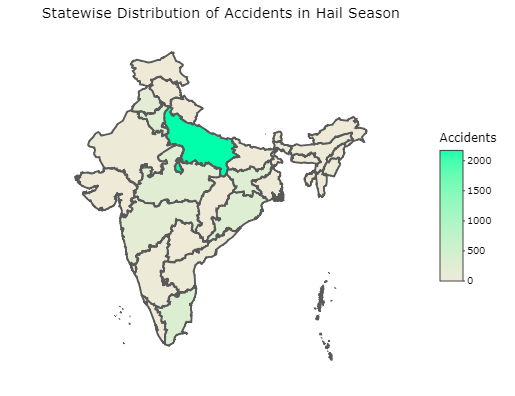 Statewise Distribution of Accidents in Hail Season
Accidents
2000
1500
1000
500
0